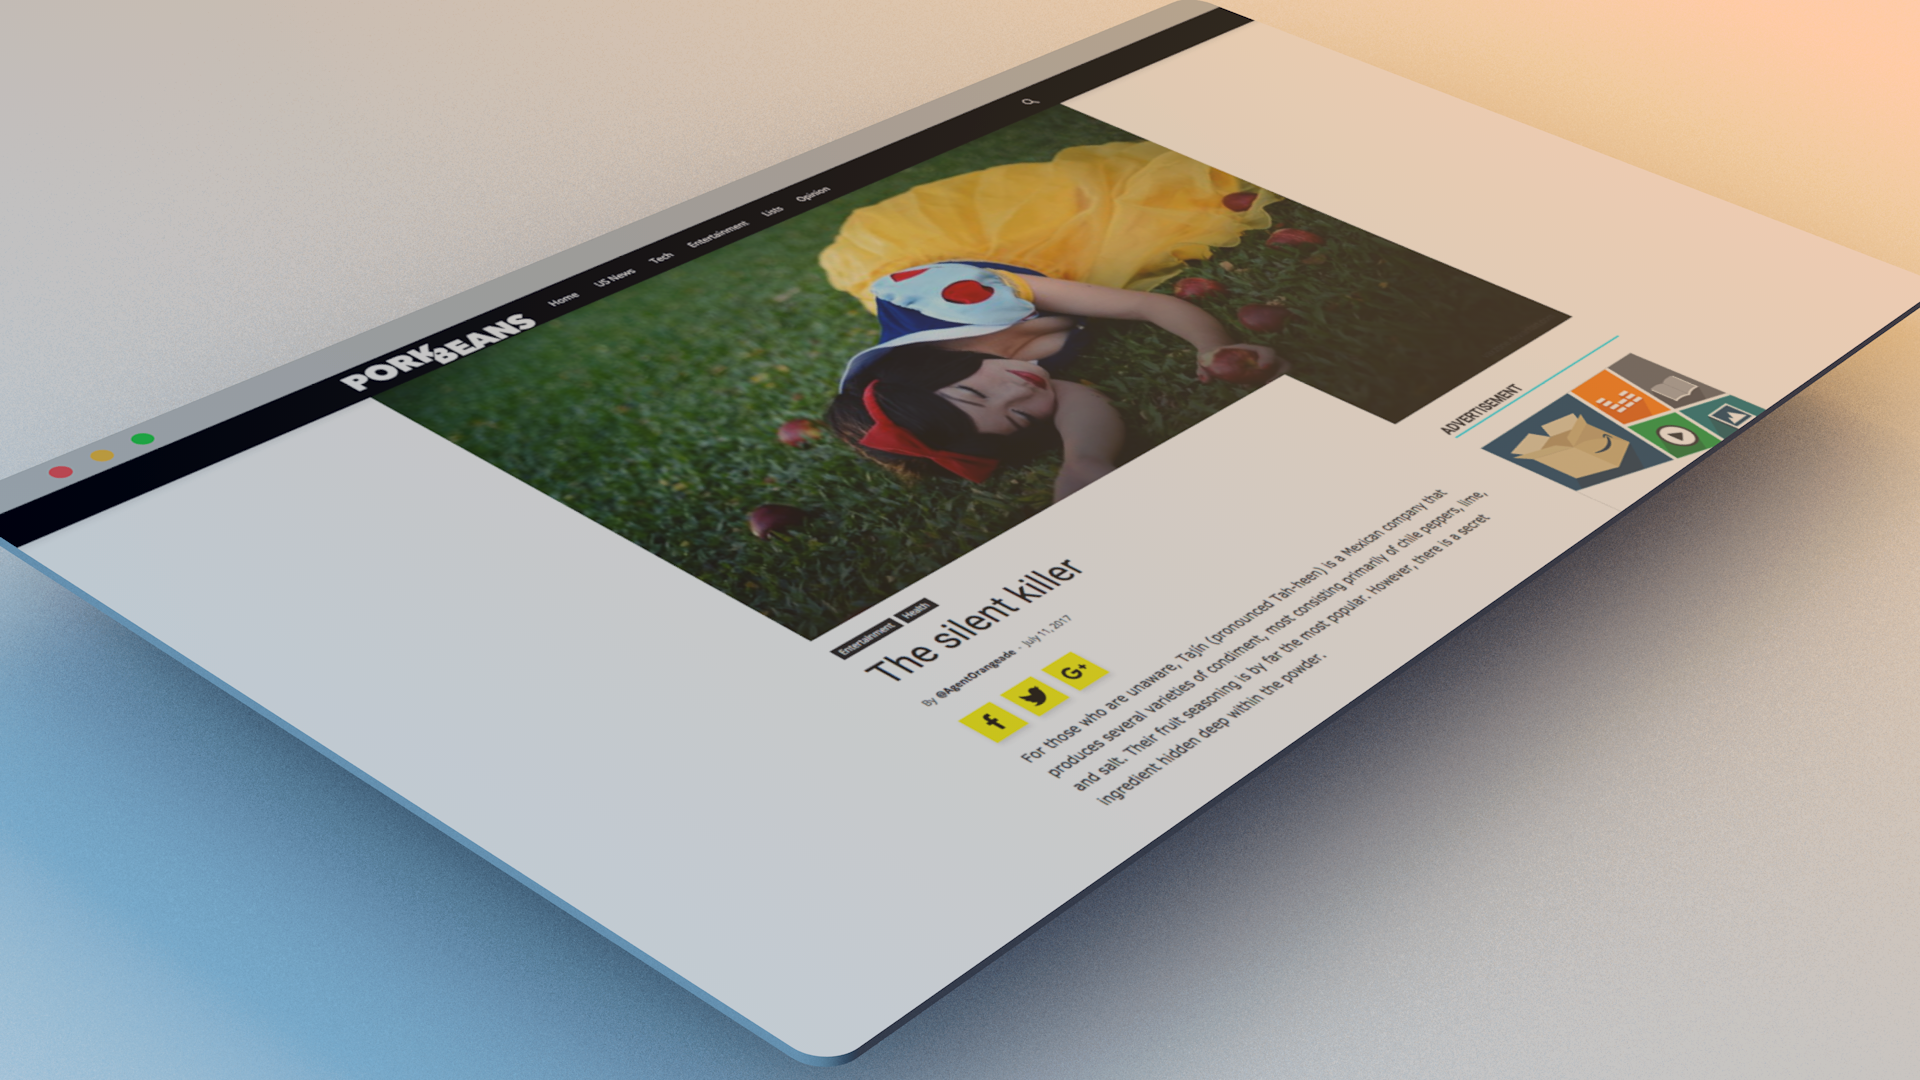 PORK
BEANS
Home US News Tech Entertainment Lists Opinion
Entertainment Health
The silent killer
By @AgentOrangeade - July 11, 2017
f G+
For those who are unaware, Tajín (pronounced Tah-heen) is a Mexican company that
produces several varieties of condiment, most consisting primarily of chile peppers, lime,
and salt. Their fruit seasoning is by far the most popular. However, there is a secret
ingredient hidden deep within the powder.
ADVERTISEMENT